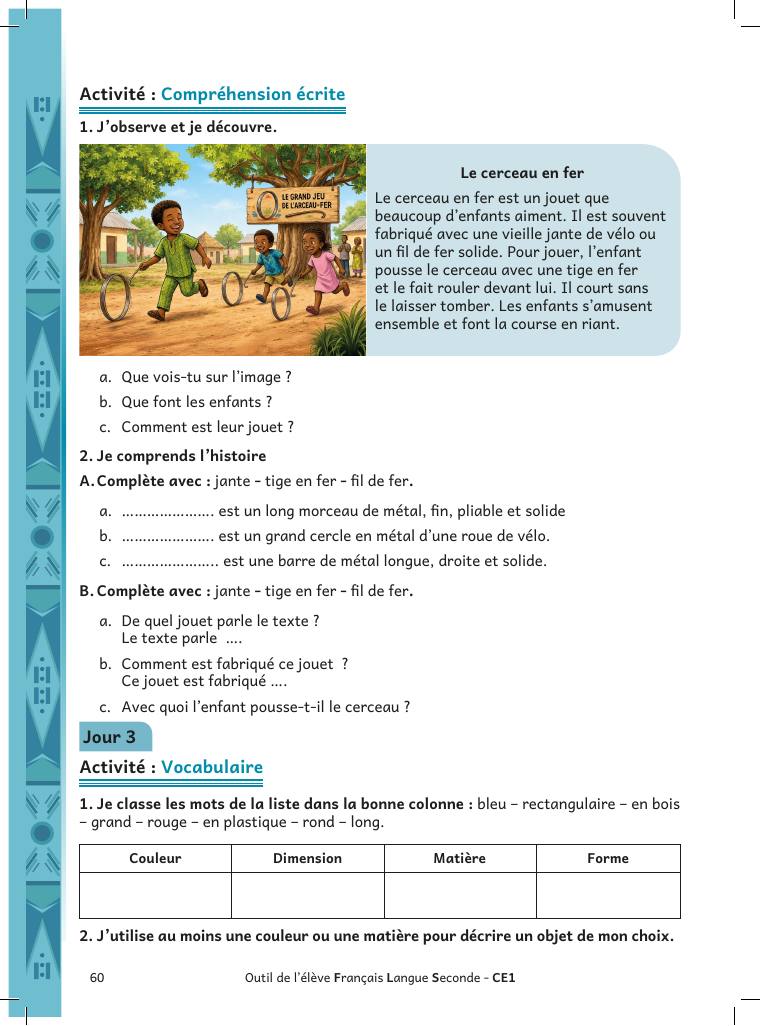 Activité : Compréhension écrite
1. J'observe et je découvre.
LE GRAND JEU
DE L'ARCEAU-FER
Le cerceau en fer
Le cerceau en fer est un jouet que
beaucoup d'enfants aiment. Il est souvent
fabriqué avec une vieille jante de vélo ou
un fil de fer solide. Pour jouer, l'enfant
pousse le cerceau avec une tige en fer
et le fait rouler devant lui. Il court sans
le laisser tomber. Les enfants s'amusent
ensemble et font la course en riant.
a. Que vois-tu sur l'image ?
b. Que font les enfants ?
c. Comment est leur jouet ?
2. Je comprends l'histoire
A. Complète avec : jante - tige en fer - fil de fer.
a. ..................... est un long morceau de métal, fin, pliable et solide
b. ..................... est un grand cercle en métal d'une roue de vélo.
c. ...................... est une barre de métal longue, droite et solide.
B. Complète avec : jante - tige en fer - fil de fer.
a. De quel jouet parle le texte ?
Le texte parle ....
b. Comment est fabriqué ce jouet ?
Ce jouet est fabriqué ....
c. Avec quoi l'enfant pousse-t-il le cerceau ?
Jour 3
Activité : Vocabulaire
1. Je classe les mots de la liste dans la bonne colonne : bleu – rectangulaire – en bois
– grand – rouge – en plastique – rond – long.
Couleur Dimension Matière Forme
2. J'utilise au moins une couleur ou une matière pour décrire un objet de mon choix.
60 Outil de l'élève Français Langue Seconde - CE1